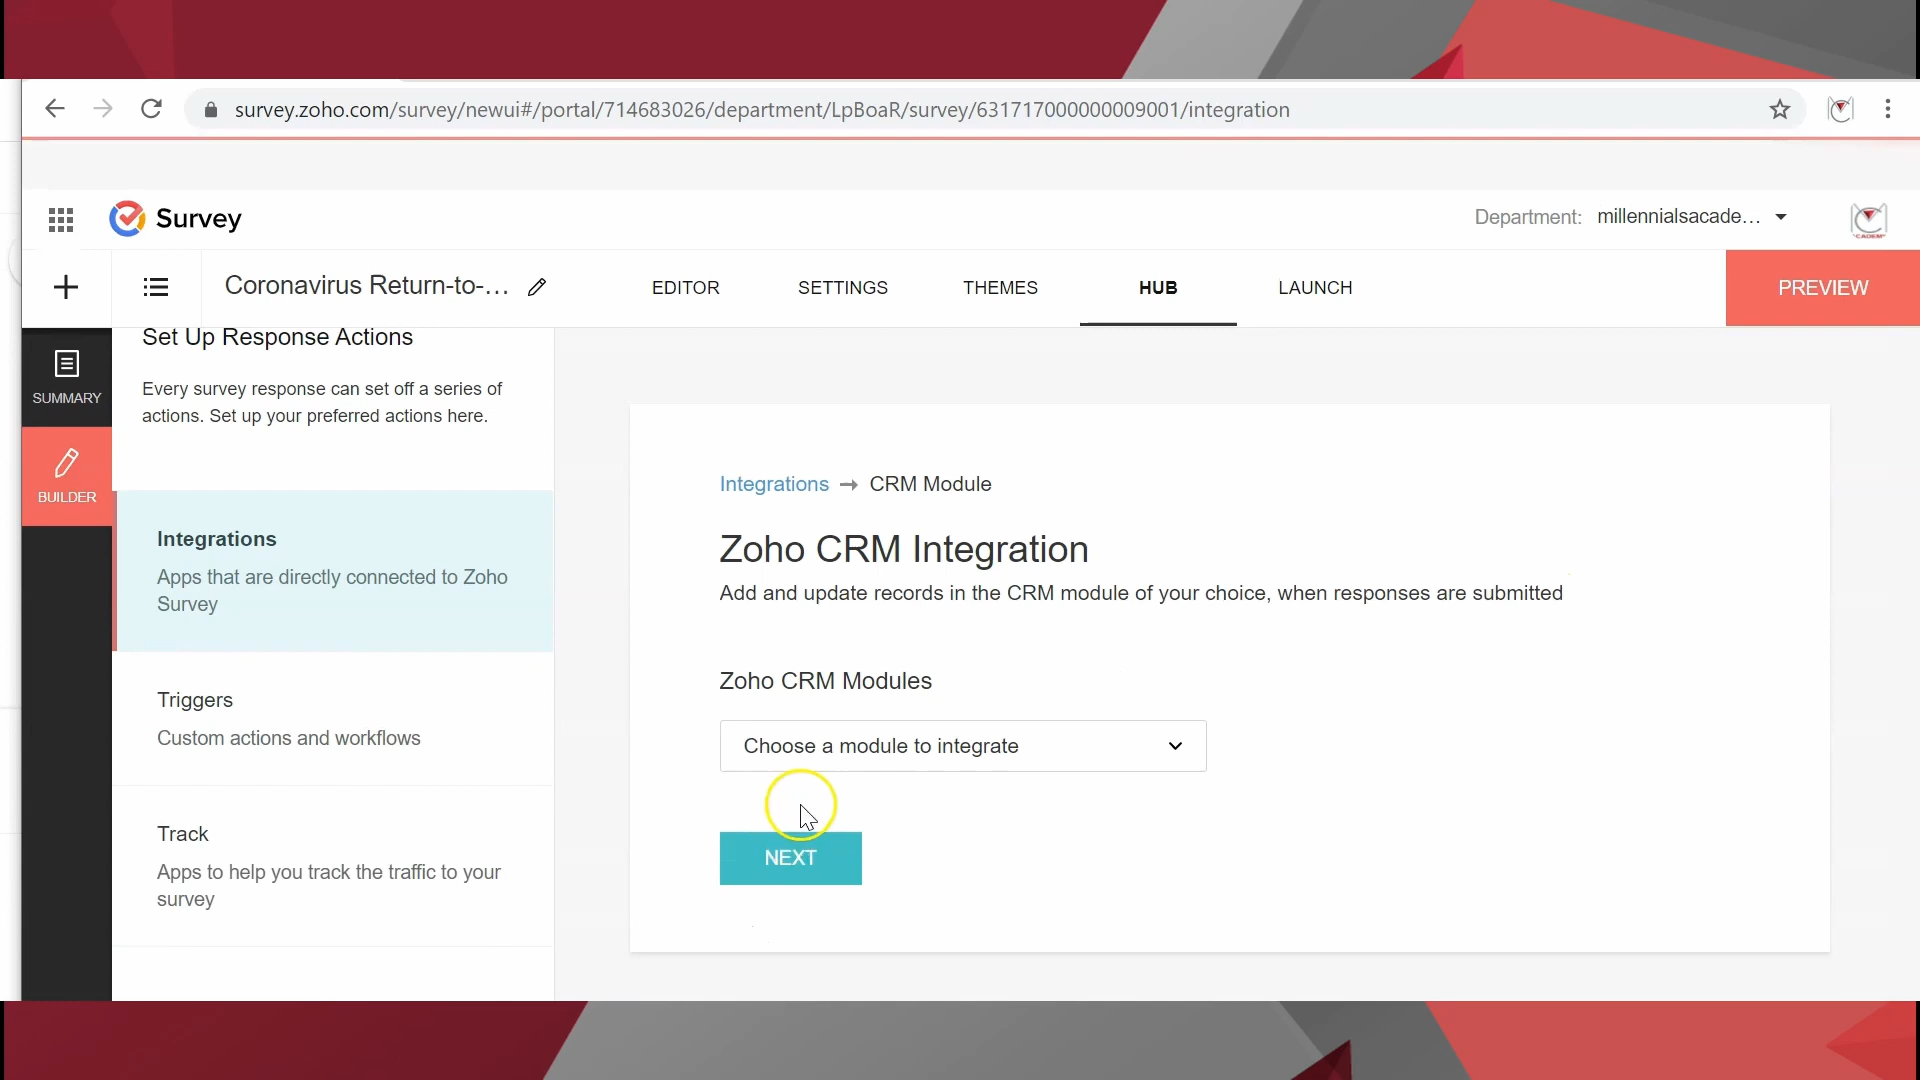 survey.zoho.com/survey/newui#/portal/714683026/department/LpBoaR/survey/631717000000009001/integration
Survey
Department: millennialsacade...
CADEM
Coronavirus Return-to-...
EDITOR
SETTINGS
THEMES
HUB
LAUNCH
PREVIEW
SUMMARY
BUILDER
Set Up Response Actions
Every survey response can set off a series of
actions. Set up your preferred actions here.
Integrations
Apps that are directly connected to Zoho
Survey
Triggers
Custom actions and workflows
Track
Apps to help you track the traffic to your
survey
Integrations → CRM Module
Zoho CRM Integration
Add and update records in the CRM module of your choice, when responses are submitted
Zoho CRM Modules
Choose a module to integrate
NEXT